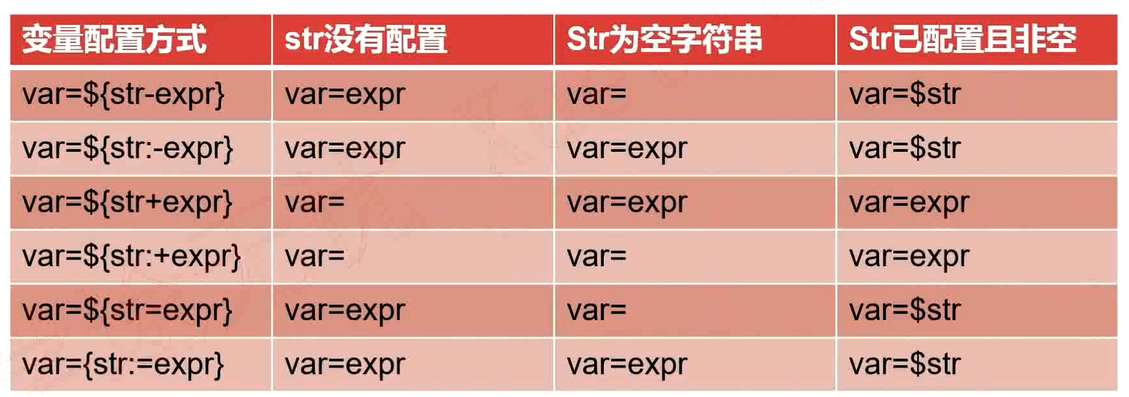 变量配置方式 str没有配置 Str为空字符串 Str已配置且非空
var=${str-expr} var=expr var= var=$str
var=${str:-expr} var=expr var=expr var=$str
var=${str+expr} var= var=expr var=expr
var=${str:+expr} var= var= var=expr
var=${str=expr} var=expr var= var=$str
var={str:=expr} var=expr var=expr var=$str